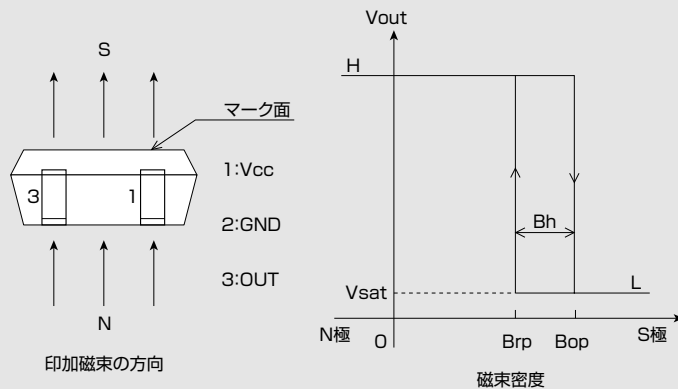 S
マーク面
3
1
1:Vcc
2:GND
3:OUT
N
印加磁束の方向
Vout
H
Bh
Vsat
L
N極
O
Brp
Bop
S極
磁束密度